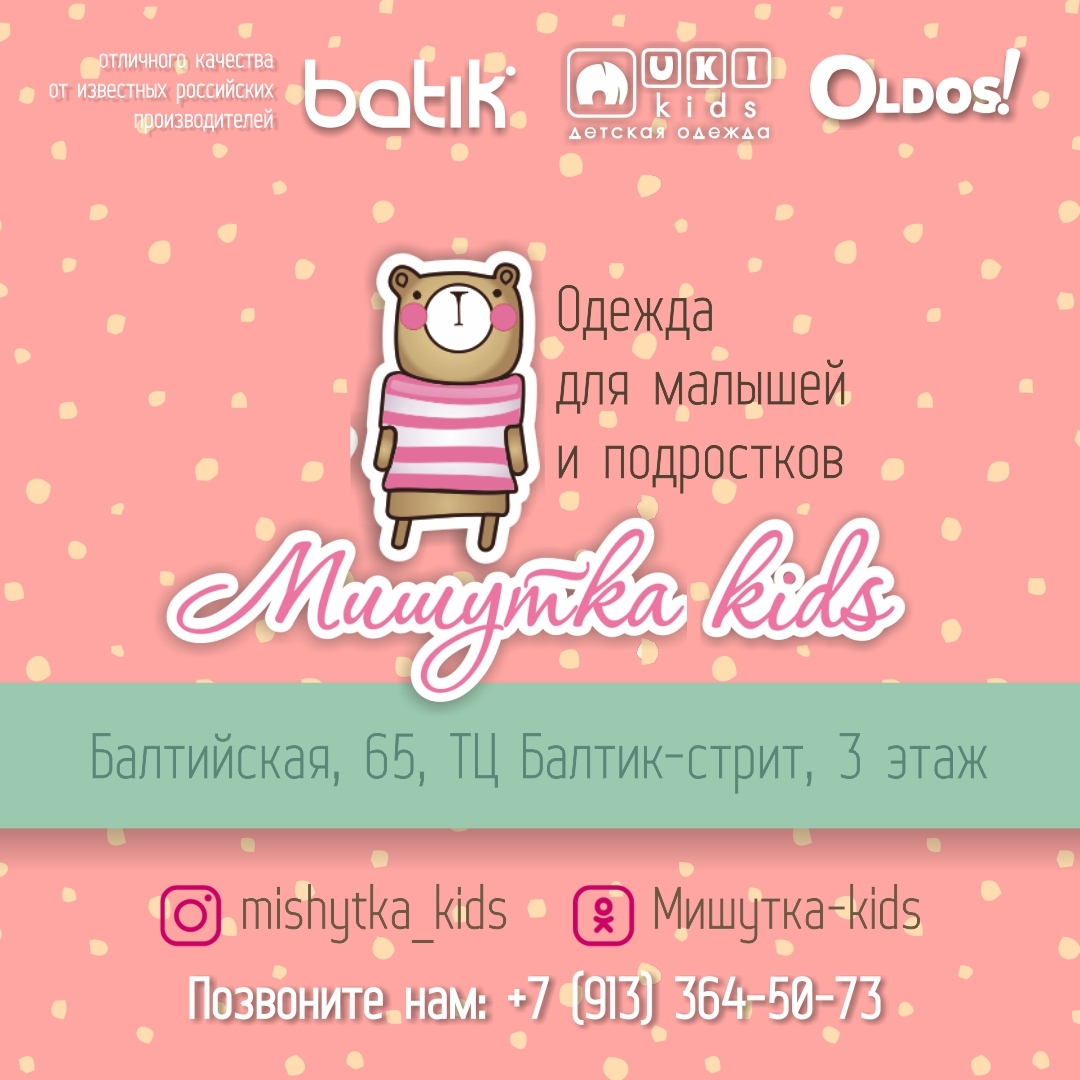 отличного качества
от известных российских
производителей
batik
UKI
kids
детская одежда
OLDOS!
Одежда
для малышей
и подростков
Мишутка kids
Балтийская, 65, ТЦ Балтик-стрит, 3 этаж
mishytka_kids
Мишутка-kids
Позвоните нам: +7 (913) 364-50-73